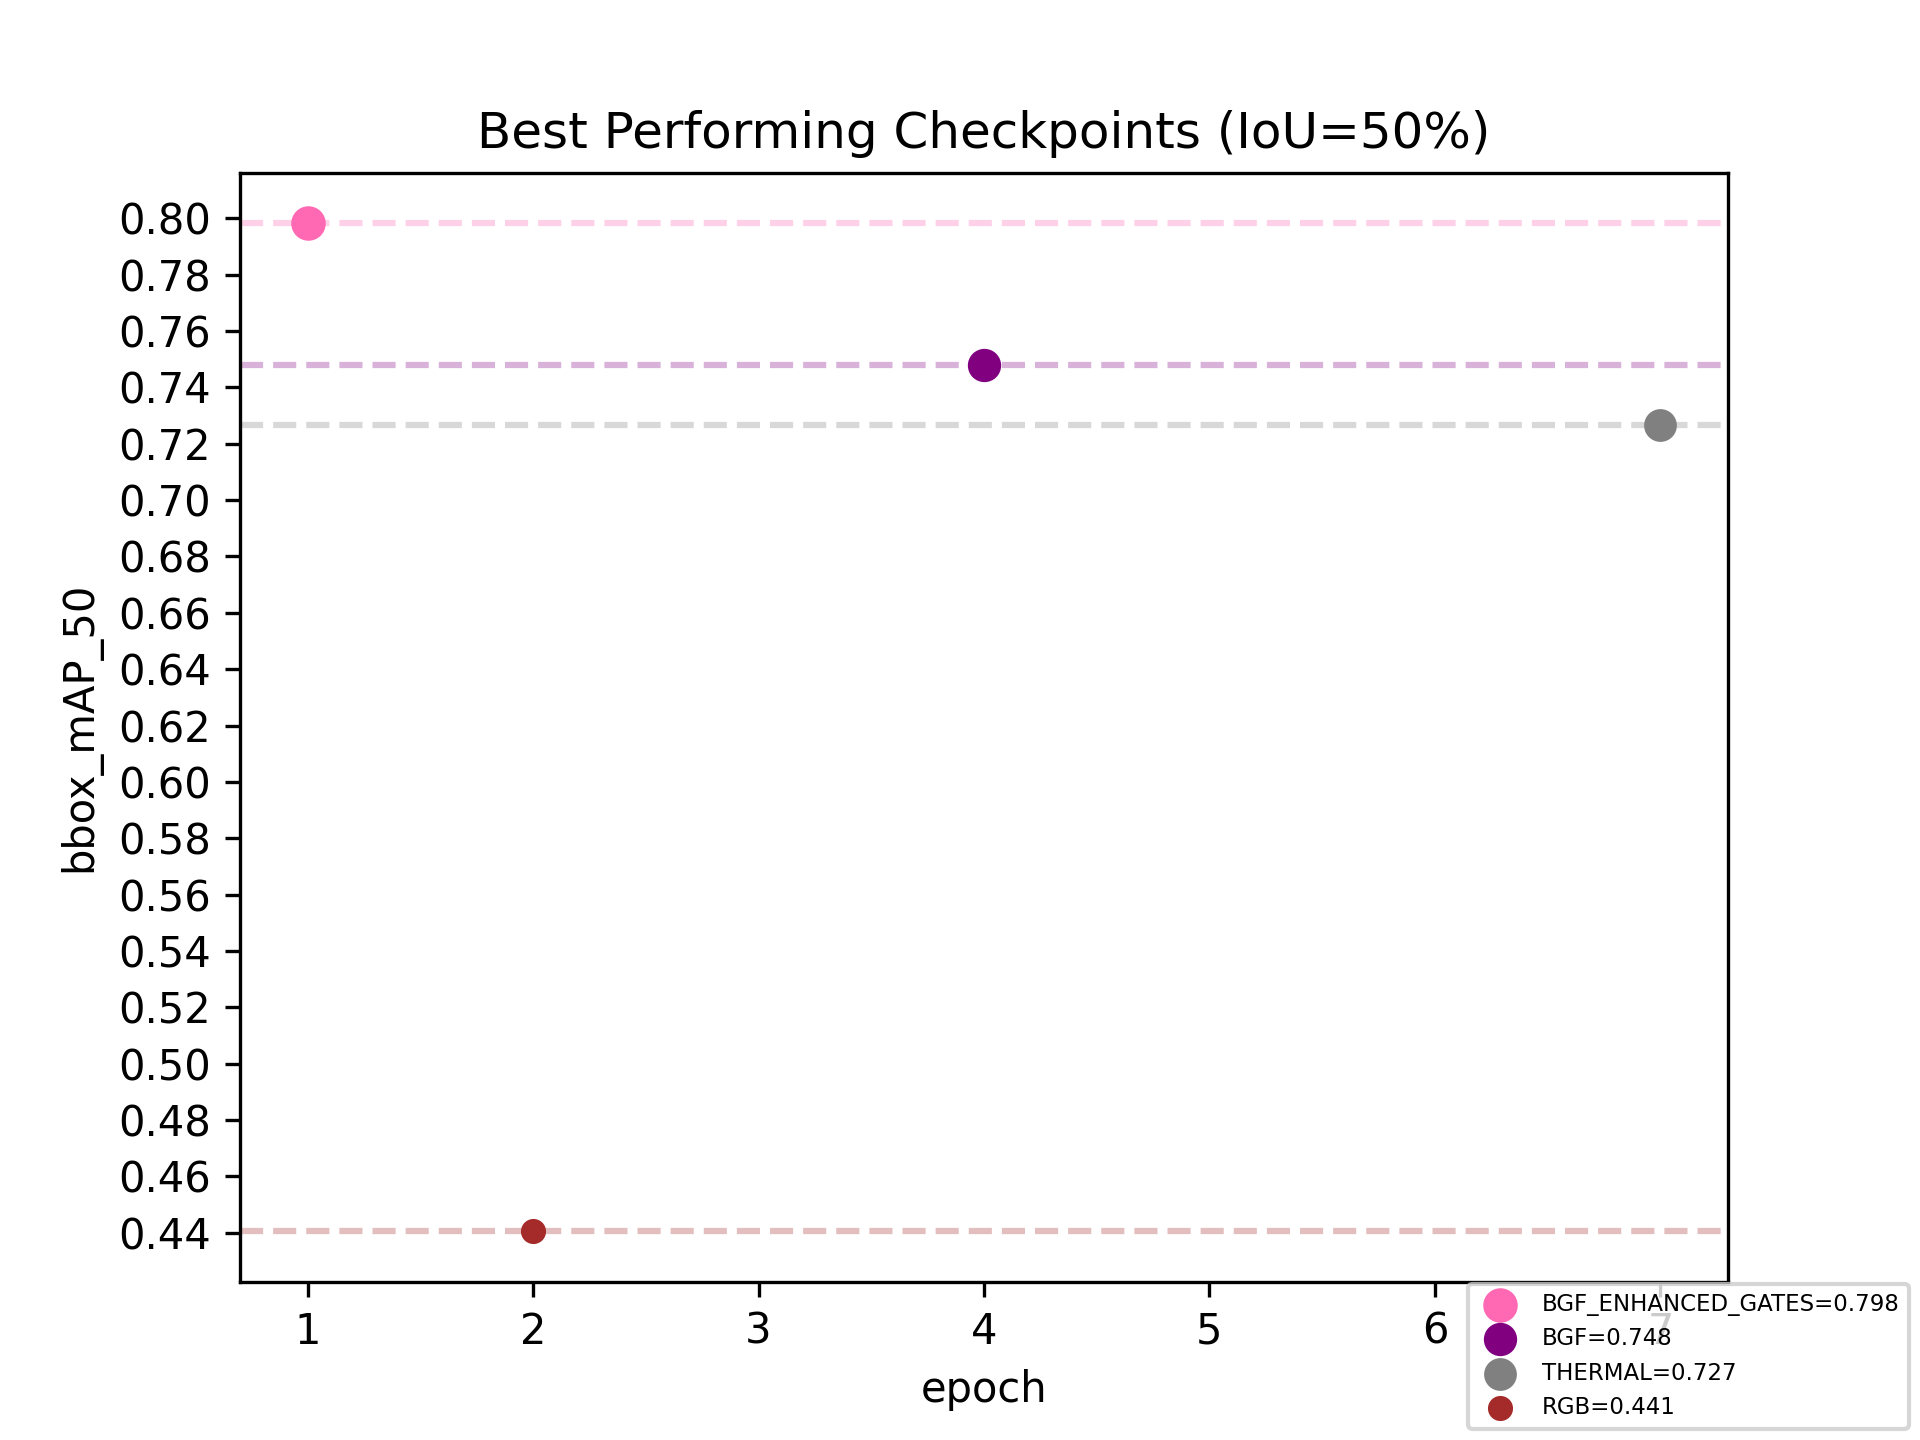 Best Performing Checkpoints (IoU=50%)
bbox_mAP_50
0.80
0.78
0.76
0.74
0.72
0.70
0.68
0.66
0.64
0.62
0.60
0.58
0.56
0.54
0.52
0.50
0.48
0.46
0.44
1 2 3 4 5 6 7
epoch
BGF_ENHANCED_GATES=0.798
BGF=0.748
THERMAL=0.727
RGB=0.441